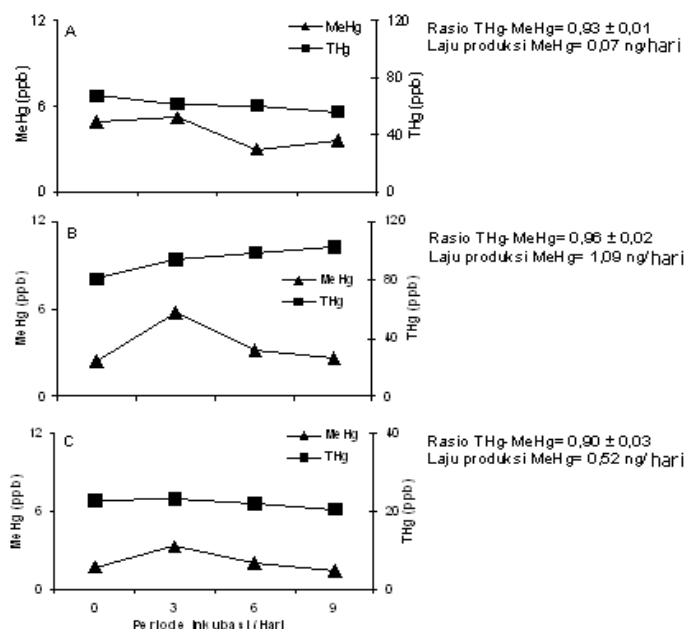 A
MeHg
THg
MeHg (ppb)
12
6
0
THg (ppb)
120
80
40
0
Rasio THg-MeHg= 0,93 ± 0,01
Laju produksi MeHg= 0,07 ng/hari
B
MeHg
THg
MeHg (ppb)
12
6
0
THg (ppb)
120
80
40
0
Rasio THg-MeHg= 0,96 ± 0,02
Laju produksi MeHg= 1,09 ng/hari
C
MeHg
THg
MeHg (ppb)
12
6
0
THg (ppb)
40
20
0
Rasio THg-MeHg= 0,90 ± 0,03
Laju produksi MeHg= 0,52 ng/hari
0 3 6 9
Periode Inkubasi (Hari)